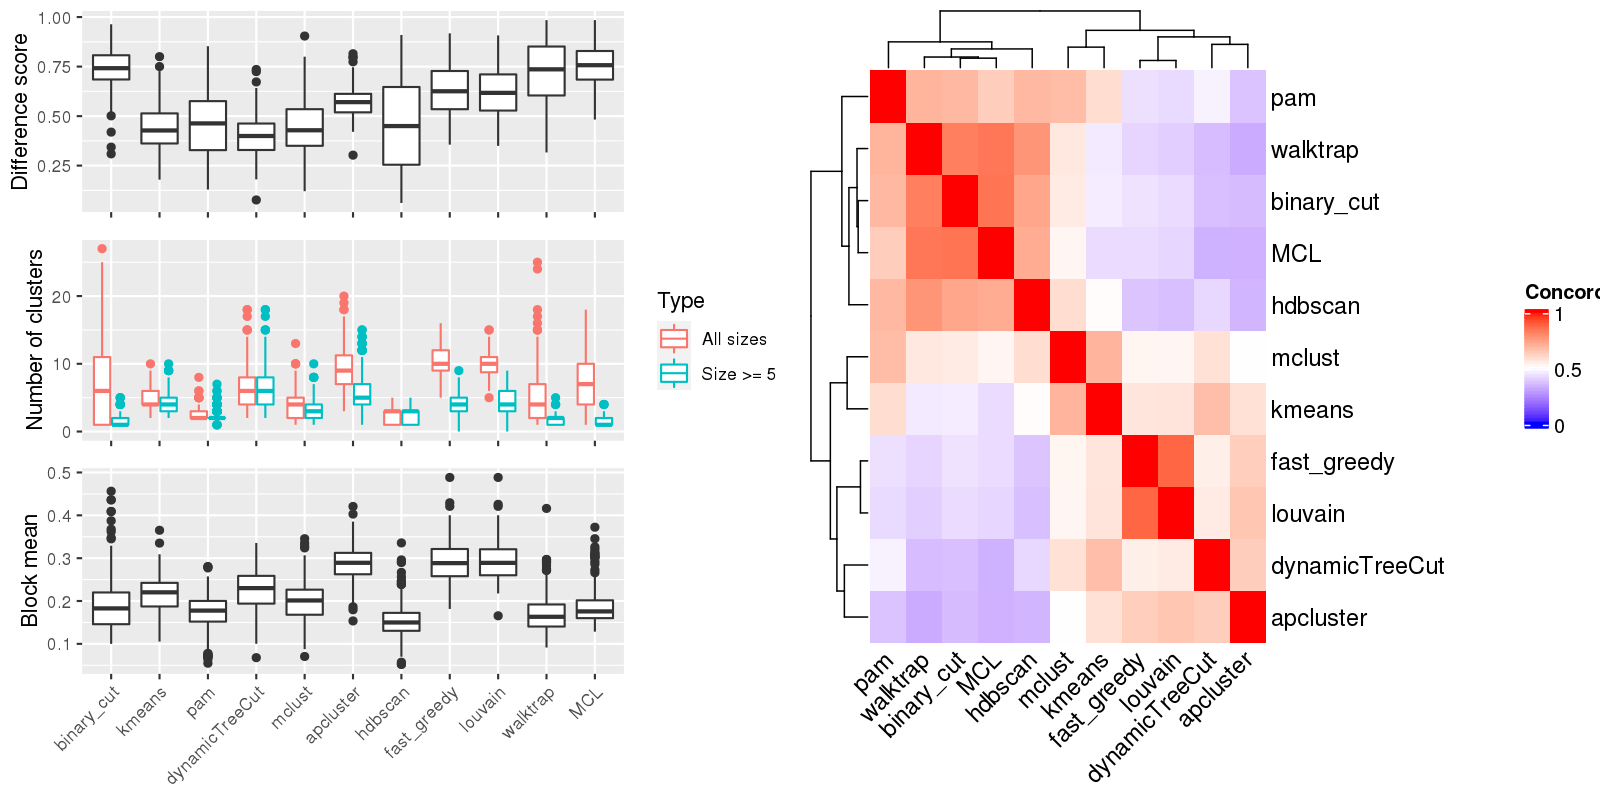 Difference score
1.00
0.75
0.50
0.25
Number of clusters
20
10
0
Block mean
0.5
0.4
0.3
0.2
0.1
binary_cut
kmeans
pam
dynamicTreeCut
mclust
apcluster
hdbscan
fast_greedy
louvain
walktrap
MCL
Type
All sizes
Size >= 5
pam
walktrap
binary_cut
MCL
hdbscan
mclust
kmeans
fast_greedy
louvain
dynamicTreeCut
apcluster
pam
walktrap
binary_cut
MCL
hdbscan
mclust
kmeans
fast_greedy
louvain
dynamicTreeCut
apcluster
Concor
1
0.5
0